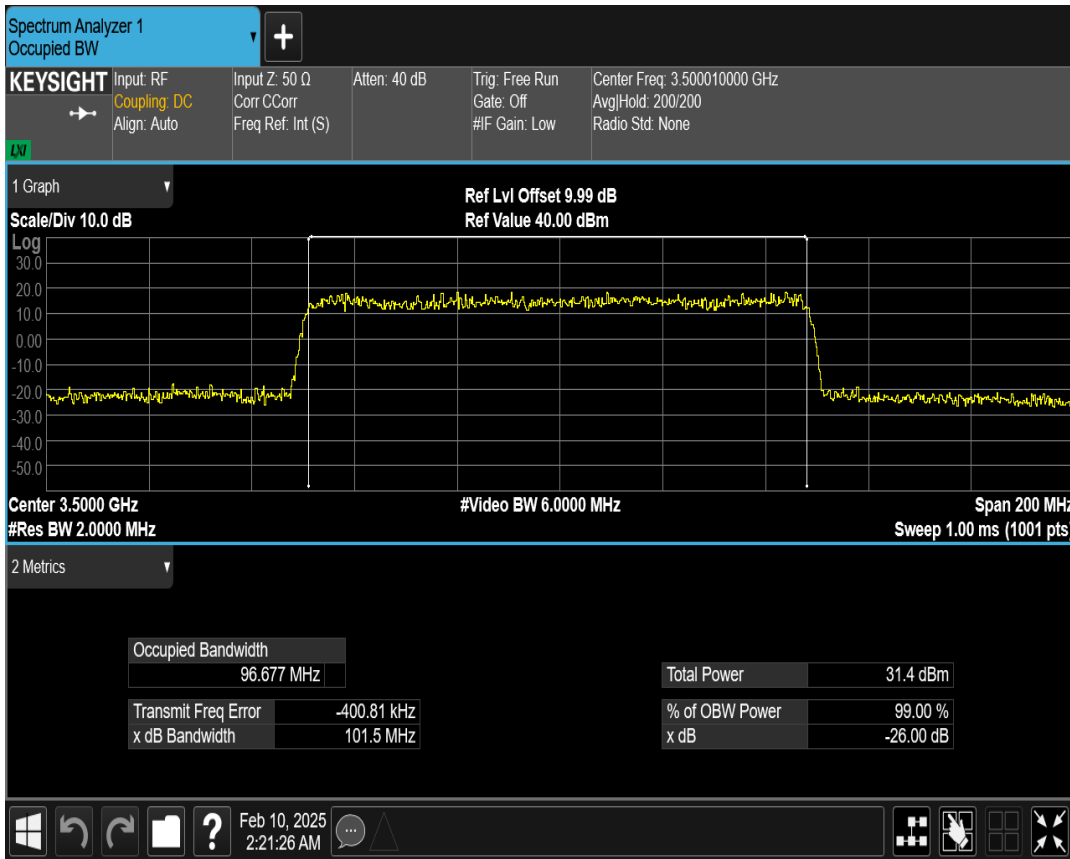 Spectrum Analyzer 1
Occupied BW
KEYSIGHT
Input: RF
Coupling: DC
Align: Auto
Input Z: 50 Ω
Corr CCorr
Freq Ref: Int (S)
Atten: 40 dB
Trig: Free Run
Gate: Off
#IF Gain: Low
Center Freq: 3.500010000 GHz
Avg|Hold: 200/200
Radio Std: None
LXI
1 Graph
Ref Lvl Offset 9.99 dB
Scale/Div 10.0 dB
Ref Value 40.00 dBm
Log
30.0
20.0
10.0
0.00
-10.0
-20.0
-30.0
-40.0
-50.0
Center 3.5000 GHz
#Video BW 6.0000 MHz
Span 200 MHz
#Res BW 2.0000 MHz
Sweep 1.00 ms (1001 pts)
2 Metrics
Occupied Bandwidth
96.677 MHz
Total Power 31.4 dBm
Transmit Freq Error -400.81 kHz
% of OBW Power 99.00 %
x dB Bandwidth 101.5 MHz
x dB -26.00 dB
?
Feb 10, 2025
2:21:26 AM